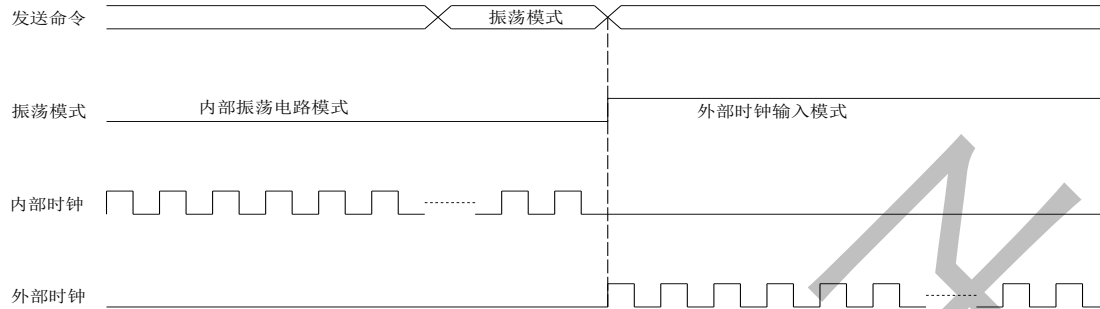 发送命令
振荡模式
振荡模式
内部振荡电路模式
外部时钟输入模式
内部时钟
外部时钟